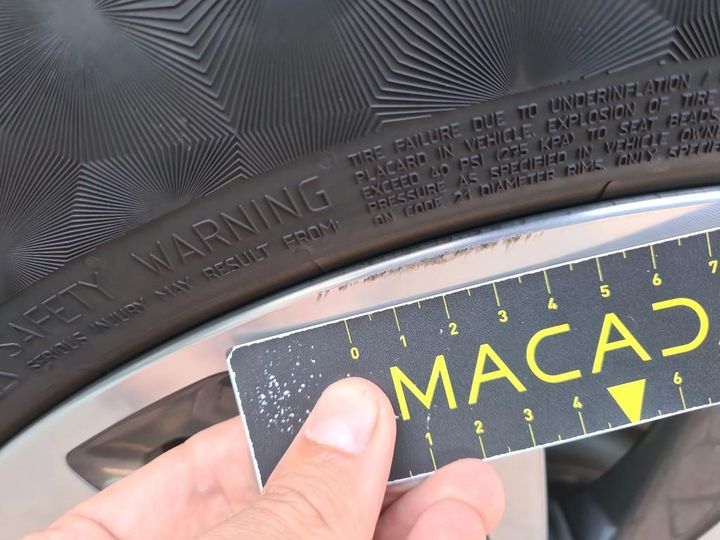 SAFETY WARNING
SERIOUS INJURY MAY RESULT FROM:
TIRE FAILURE DUE TO UNDERINFLATION /
PLACARD IN VEHICLE. EXPLOSION OF TIRE
EXCEED 40 PSI (275 KPA) TO SEAT BEADS
PRESSURE AS SPECIFIED IN VEHICLE OWN
ON CODE 21 DIAMETER RIMS. ONLY SPECI
0 1 2 3 4 5 6 7
MACAD
1 2 3 4 6